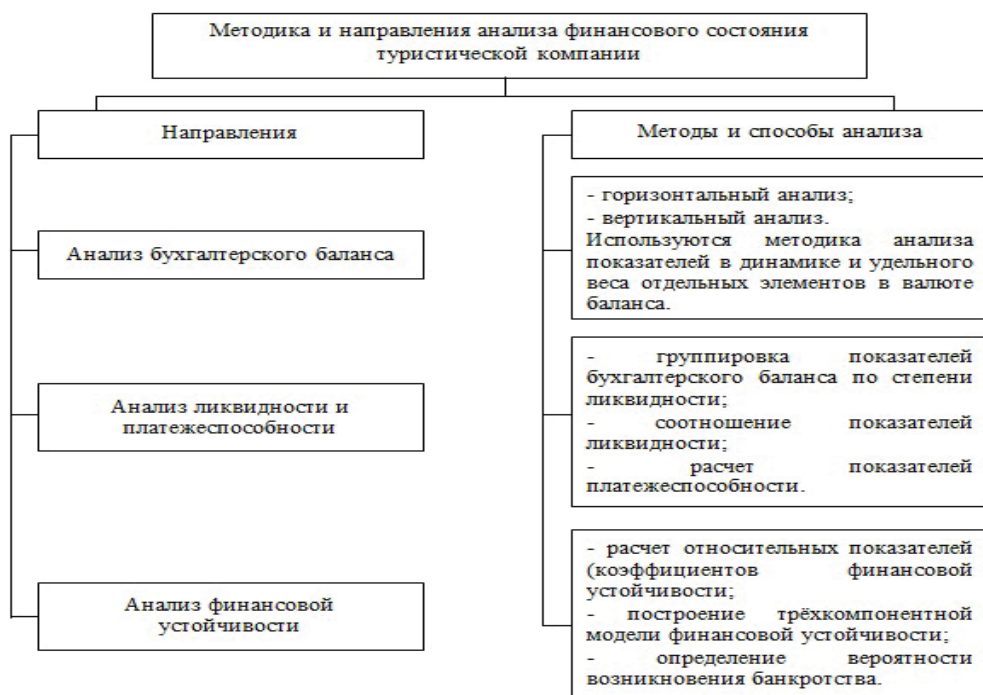 Методика и направления анализа финансового состояния
туристической компании
Направления
Методы и способы анализа
Анализ бухгалтерского баланса
- горизонтальный анализ;
- вертикальный анализ.
Используются методика анализа
показателей в динамике и удельного
веса отдельных элементов в валюте
баланса.
Анализ ликвидности и
платежеспособности
- группировка показателей
бухгалтерского баланса по степени
ликвидности;
- соотношение показателей
ликвидности;
- расчет показателей
платежеспособности.
Анализ финансовой
устойчивости
- расчет относительных показателей
(коэффициентов финансовой
устойчивости;
- построение трёхкомпонентной
модели финансовой устойчивости;
- определение вероятности
возникновения банкротства.